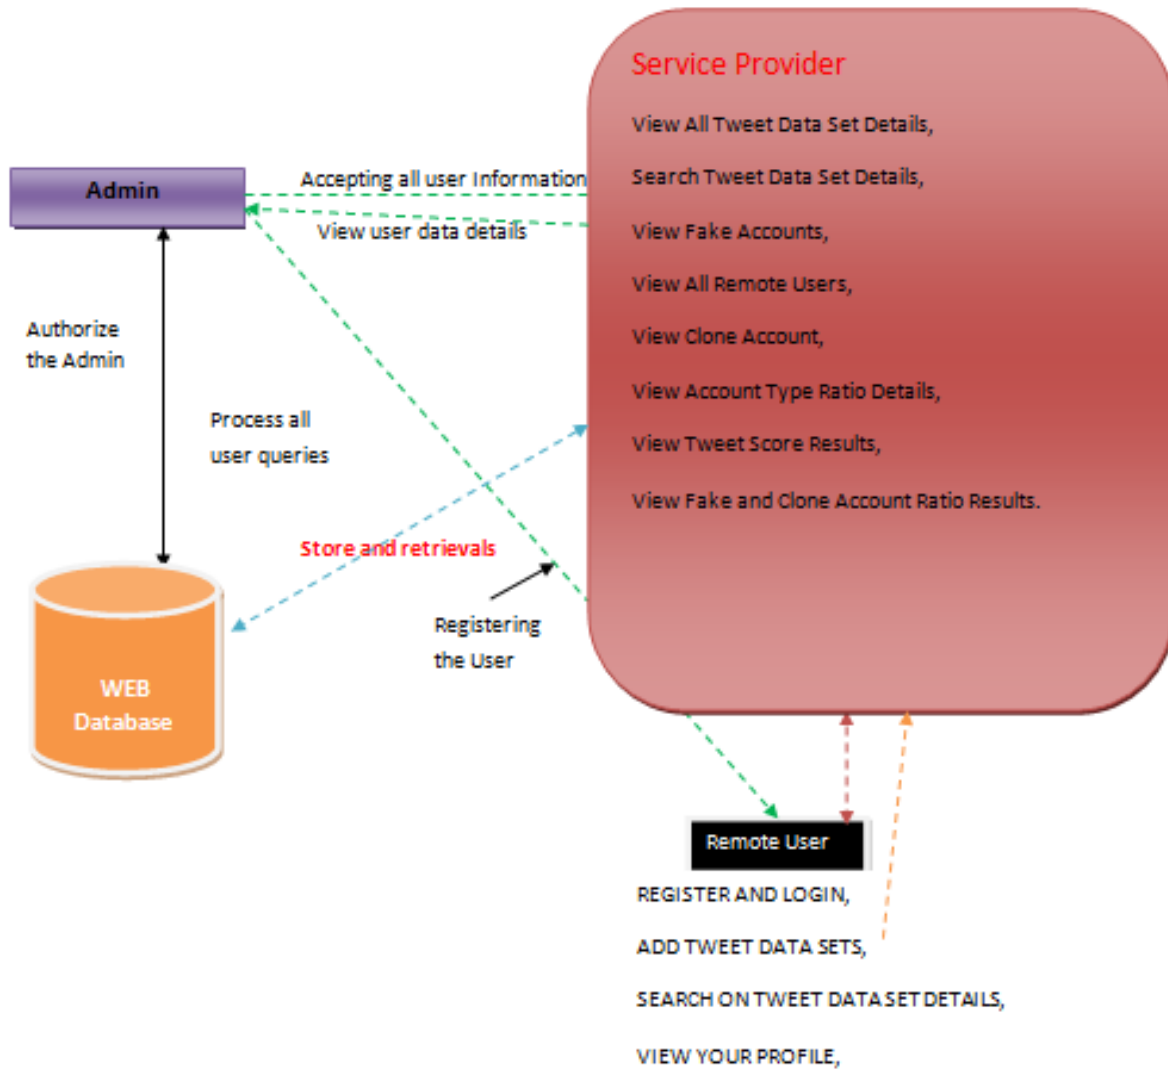 Service Provider
View All Tweet Data Set Details,
Search Tweet Data Set Details,
View Fake Accounts,
View All Remote Users,
View Clone Account,
View Account Type Ratio Details,
View Tweet Score Results,
View Fake and Clone Account Ratio Results.
Admin
Accepting all user Information
View user data details
Authorize
the Admin
Process all
user queries
Store and retrievals
Registering
the User
WEB
Database
Remote User
REGISTER AND LOGIN,
ADD TWEET DATA SETS,
SEARCH ON TWEET DATA SET DETAILS,
VIEW YOUR PROFILE,